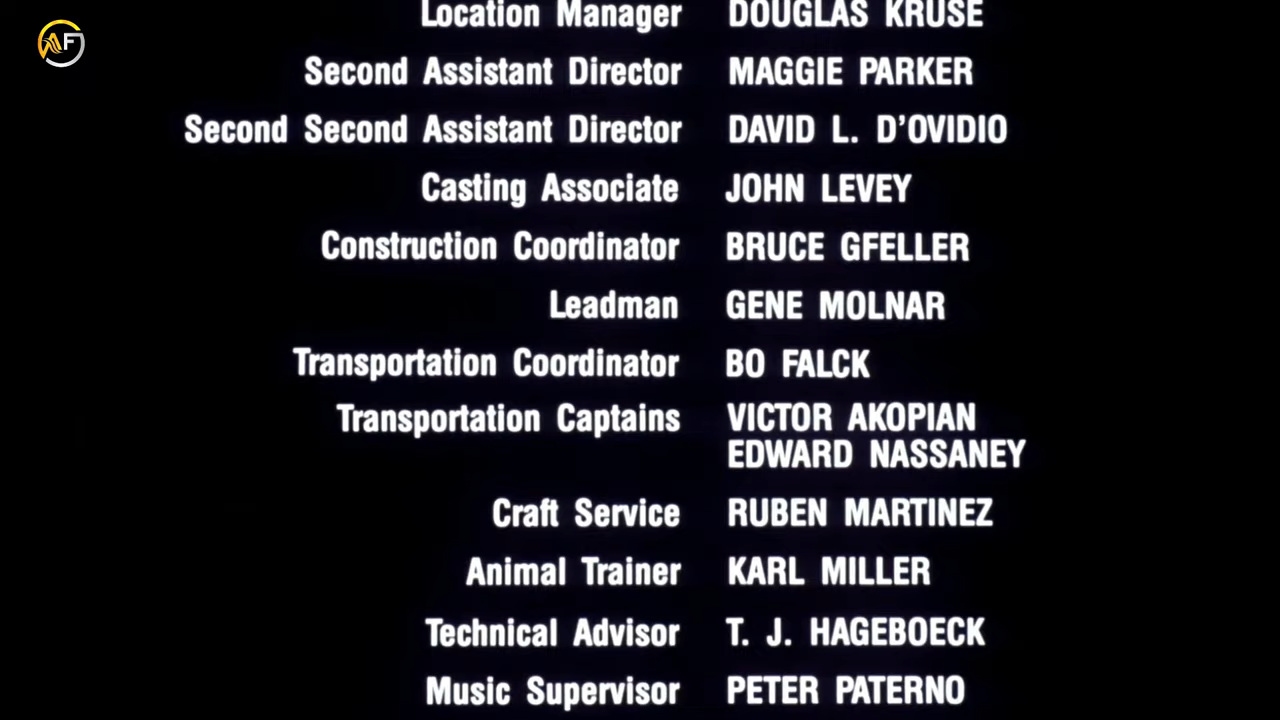 AF
Location Manager DOUGLAS KRUSE
Second Assistant Director MAGGIE PARKER
Second Second Assistant Director DAVID L. D'OVIDIO
Casting Associate JOHN LEVEY
Construction Coordinator BRUCE GFELLER
Leadman GENE MOLNAR
Transportation Coordinator BO FALCK
Transportation Captains VICTOR AKOPIAN
EDWARD NASSANEY
Craft Service RUBEN MARTINEZ
Animal Trainer KARL MILLER
Technical Advisor T. J. HAGEBOECK
Music Supervisor PETER PATERNO